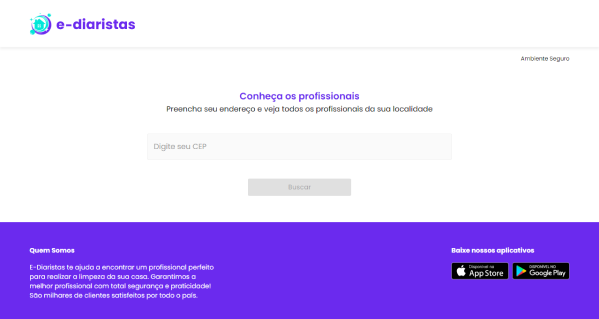 e-diaristas
Ambiente Seguro
Conheça os profissionais
Preencha seu endereço e veja todos os profissionais da sua localidade
Digite seu CEP
Buscar
Quem Somos
E-Diaristas te ajuda a encontrar um profissional perfeito
para realizar a limpeza da sua casa. Garantimos a
melhor profissional com total segurança e praticidade!
São milhares de clientes satisfeitos por todo o país.
Baixe nossos aplicativos
Disponível na
App Store
DISPONÍVEL NO
Google Play